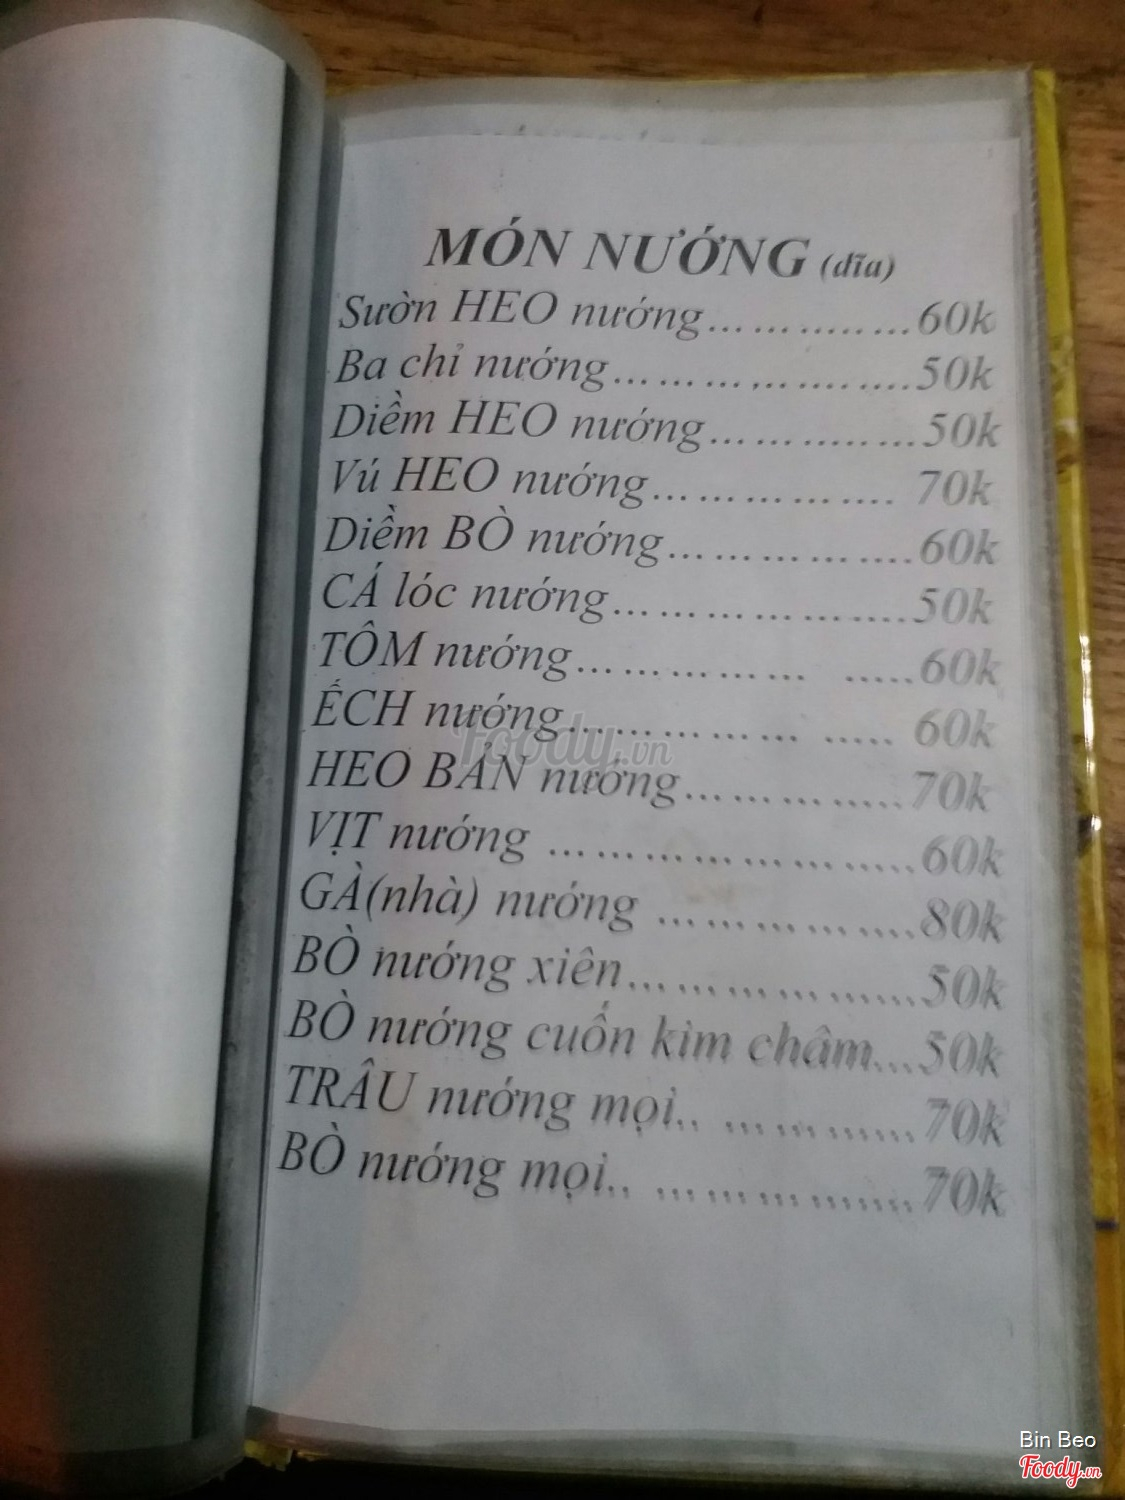 MÓN NƯỚNG (đĩa)
Sườn HEO nướng...............60k
Ba chỉ nướng......................50k
Diềm HEO nướng...............50k
Vú HEO nướng................... 70k
Diềm BÒ nướng..................60k
CÁ lóc nướng.....................50k
TÔM nướng............... .....60k
ẾCH nướng............... ..... 60k
HEO BẢN nướng...............70k
VỊT nướng ......................60k
GÀ(nhà) nướng ................80k
BÒ nướng xiên..................50k
BÒ nướng cuốn kim châm...50k
TRÂU nướng mọi.. ............70k
BÒ nướng mọi.. ................70k
Foody.vn
Bin Beo
Foody.vn